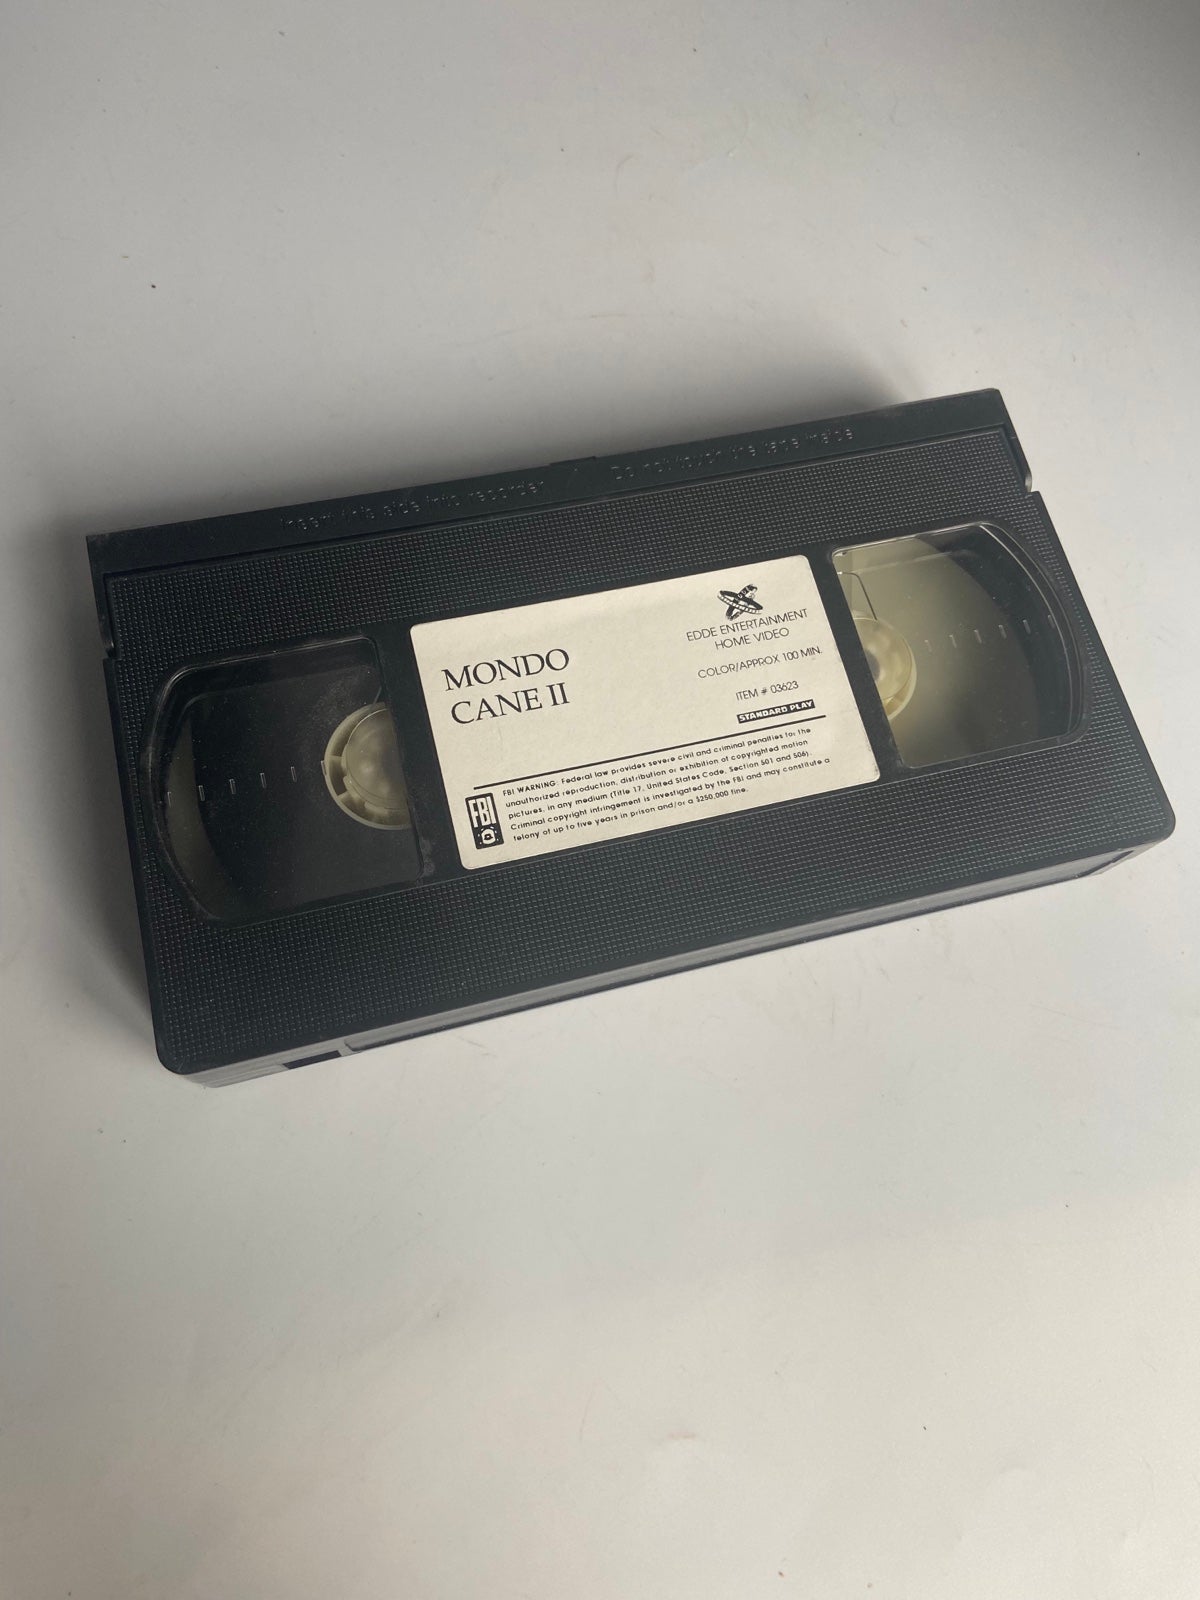 Insert this side into recorder
Do not touch the tape inside
MONDO
CANE II
EDDE ENTERTAINMENT
HOME VIDEO
COLOR/APPROX 100 MIN.
ITEM # 03623
STANDARD PLAY
FBI
FBI WARNING: Federal law provides severe civil and criminal penalties for the
unauthorized reproduction, distribution or exhibition of copyrighted motion
pictures, in any medium (Title 17, United States Code, Section 501 and 506).
Criminal copyright infringement is investigated by the FBI and may constitute a
felony of up to five years in prison and/or a $250,000 fine.